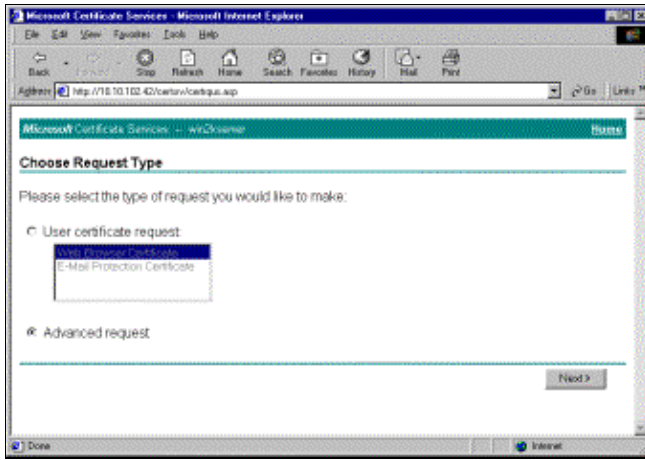 Microsoft Certificate Services - Microsoft Internet Explorer
File Edit View Favorites Tools Help
Back Stop Refresh Home Search Favorites History Mail Print
Address http://10.10.102.42/certsrv/certrqus.asp Go Links
Microsoft Certificate Services -- win2kserver Home
Choose Request Type
Please select the type of request you would like to make:
User certificate request:
Web Browser Certificate
E-Mail Protection Certificate
Advanced request
Next >
Done Internet